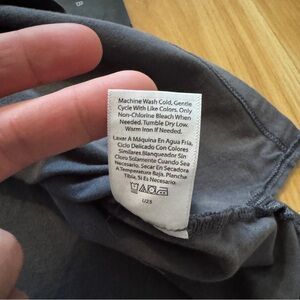 Machine Wash Cold, Gentle
Cycle With Like Colors. Only
Non-Chlorine Bleach When
Needed. Tumble Dry Low.
Warm Iron If Needed.
Lavar A Máquina En Agua Fría,
Ciclo Delicado Con Colores
Similares. Blanqueador Sin
Cloro Solamente Cuando Sea
Necesario. Secar En Secadora
A Temperatura Baja. Planche
Tibia, Si Es Necesario
U25